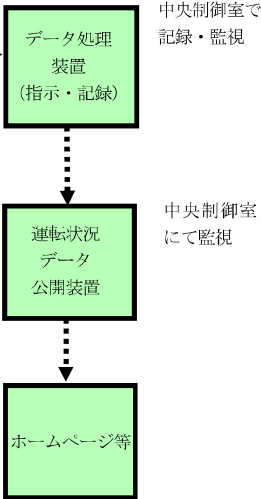 データ処理
装置
（指示・記録）
中央制御室で
記録・監視
運転状況
データ
公開装置
中央制御室
にて監視
ホームページ等